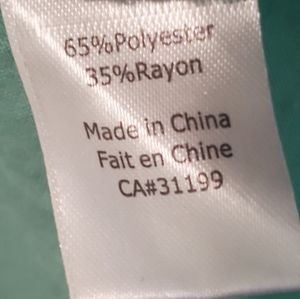 65%Polyester
35%Rayon
Made in China
Fait en Chine
CA#31199